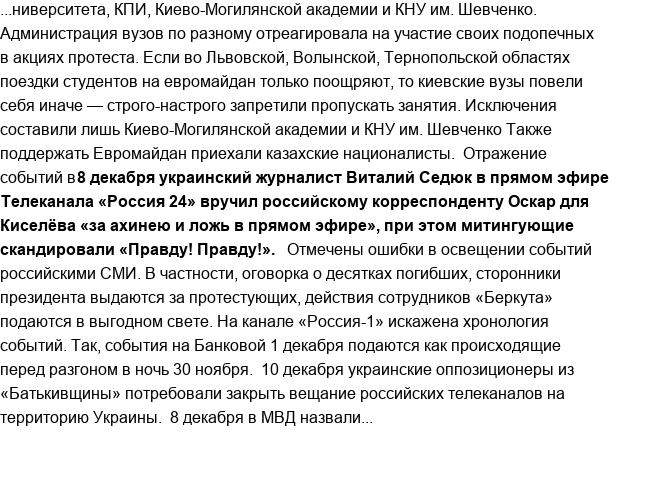 ...ниверситета, КПИ, Киево-Могилянской академии и КНУ им. Шевченко.
Администрация вузов по разному отреагировала на участие своих подопечных
в акциях протеста. Если во Львовской, Волынской, Тернопольской областях
поездки студентов на евромайдан только поощряют, то киевские вузы повели
себя иначе — строго-настрого запретили пропускать занятия. Исключения
составили лишь Киево-Могилянской академии и КНУ им. Шевченко Также
поддержать Евромайдан приехали казахские националисты.  Отражение
событий в8 декабря украинский журналист Виталий Седюк в прямом эфире
Телеканала «Россия 24» вручил российскому корреспонденту Оскар для
Киселёва «за ахинею и ложь в прямом эфире», при этом митингующие
скандировали «Правду! Правду!».   Отмечены ошибки в освещении событий
российскими СМИ. В частности, оговорка о десятках погибших, сторонники
президента выдаются за протестующих, действия сотрудников «Беркута»
подаются в выгодном свете. На канале «Россия-1» искажена хронология
событий. Так, события на Банковой 1 декабря подаются как происходящие
перед разгоном в ночь 30 ноября.  10 декабря украинские оппозиционеры из
«Батькивщины» потребовали закрыть вещание российских телеканалов на
территорию Украины.  8 декабря в МВД назвали...